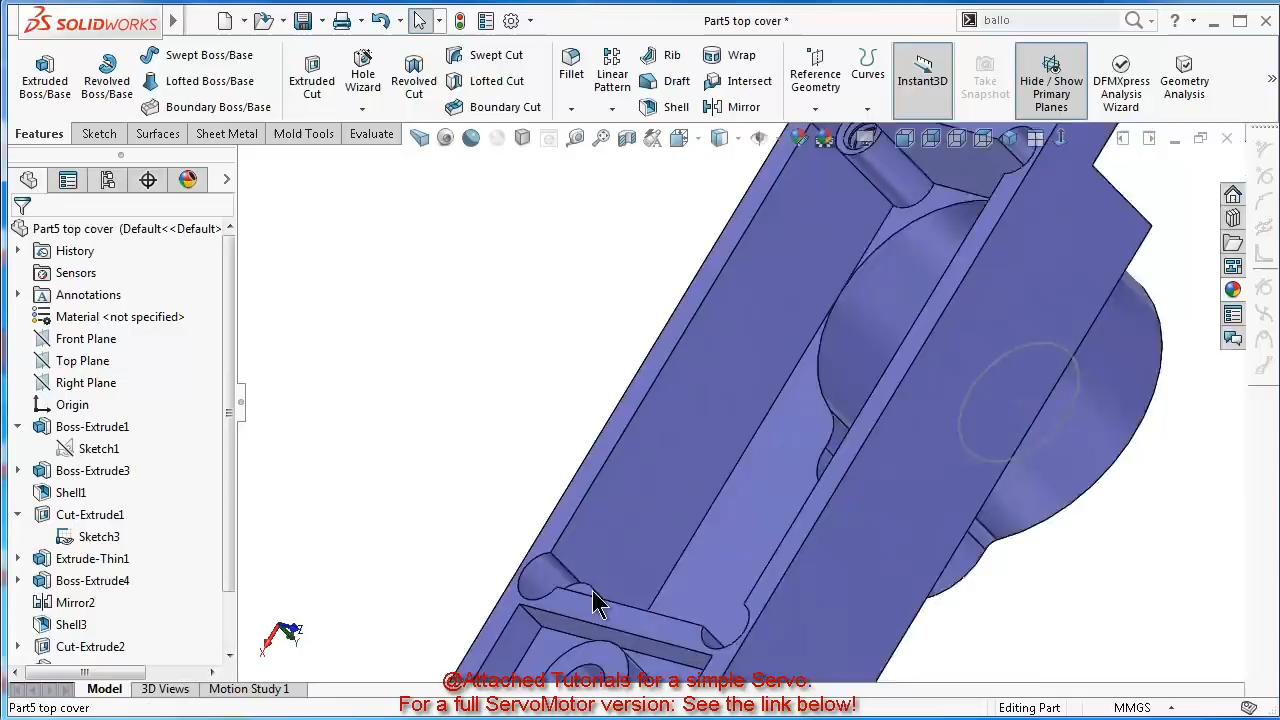 SOLIDWORKS
Part5 top cover *
ballo
Extruded Boss/Base
Revolved Boss/Base
Swept Boss/Base
Lofted Boss/Base
Boundary Boss/Base
Extruded Cut
Hole Wizard
Revolved Cut
Swept Cut
Lofted Cut
Boundary Cut
Fillet
Linear Pattern
Rib
Draft
Shell
Wrap
Intersect
Mirror
Reference Geometry
Curves
Instant3D
Take Snapshot
Hide / Show Primary Planes
DFMXpress Analysis Wizard
Geometry Analysis
Features
Sketch
Surfaces
Sheet Metal
Mold Tools
Evaluate
Part5 top cover (Default<<Default>
History
Sensors
Annotations
Material <not specified>
Front Plane
Top Plane
Right Plane
Origin
Boss-Extrude1
Sketch1
Boss-Extrude3
Shell1
Cut-Extrude1
Sketch3
Extrude-Thin1
Boss-Extrude4
Mirror2
Shell3
Cut-Extrude2
X
Y
Z
@Attached Tutorials for a simple Servo.
Model
3D Views
Motion Study 1
For a full ServoMotor version: See the link below!
Part5 top cover
Editing Part
MMGS